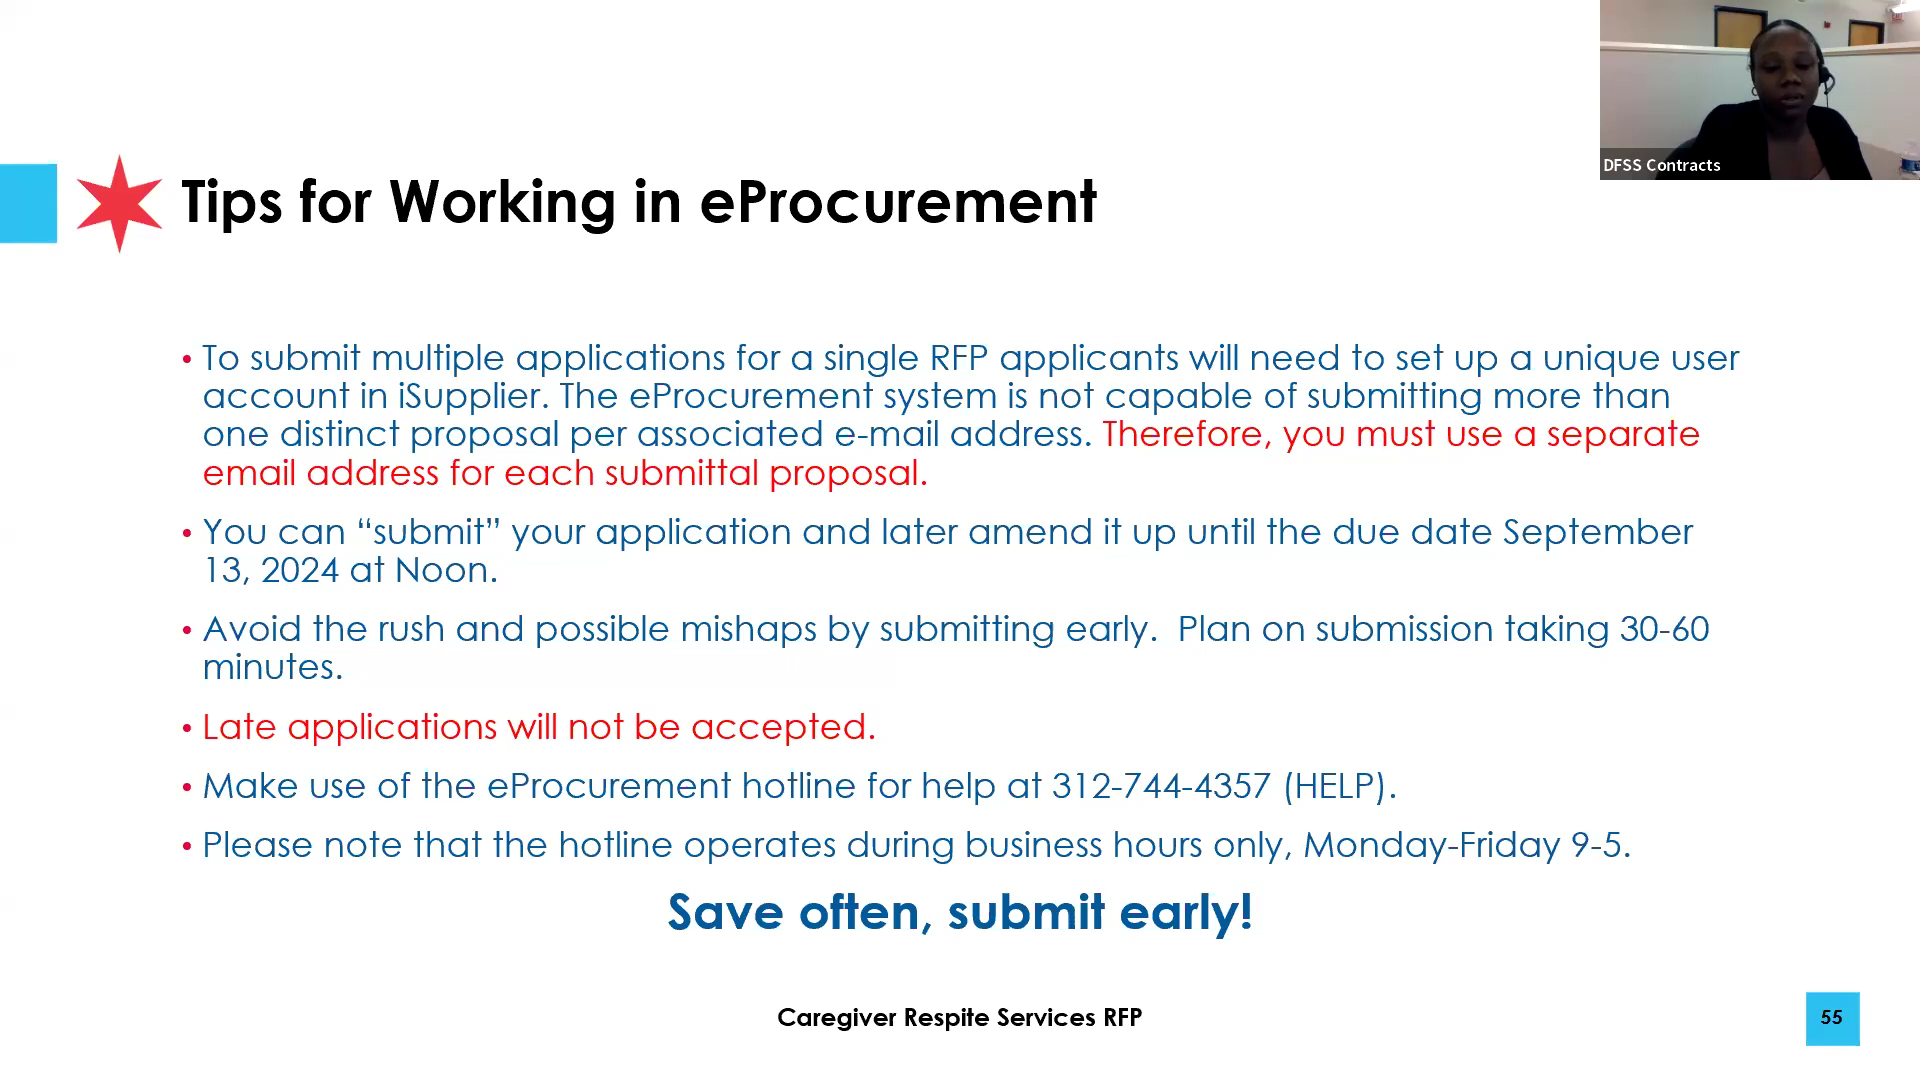 DFSS Contracts
Tips for Working in eProcurement
• To submit multiple applications for a single RFP applicants will need to set up a unique user
account in iSupplier. The eProcurement system is not capable of submitting more than
one distinct proposal per associated e-mail address. Therefore, you must use a separate
email address for each submittal proposal.
• You can “submit” your application and later amend it up until the due date September
13, 2024 at Noon.
• Avoid the rush and possible mishaps by submitting early.  Plan on submission taking 30-60
minutes.
• Late applications will not be accepted.
• Make use of the eProcurement hotline for help at 312-744-4357 (HELP).
• Please note that the hotline operates during business hours only, Monday-Friday 9-5.
Save often, submit early!
Caregiver Respite Services RFP
55